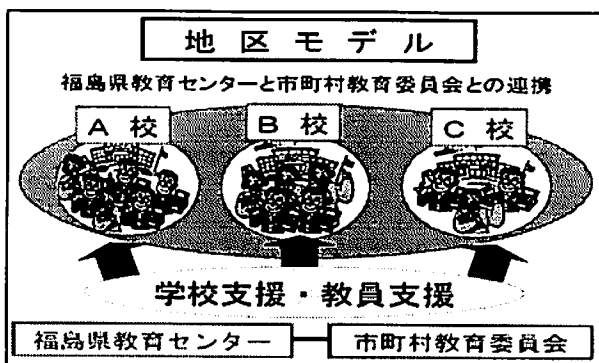 地区モデル
福島県教育センターと市町村教育委員会との連携
A校
B校
C校
学校支援・教員支援
福島県教育センター
市町村教育委員会